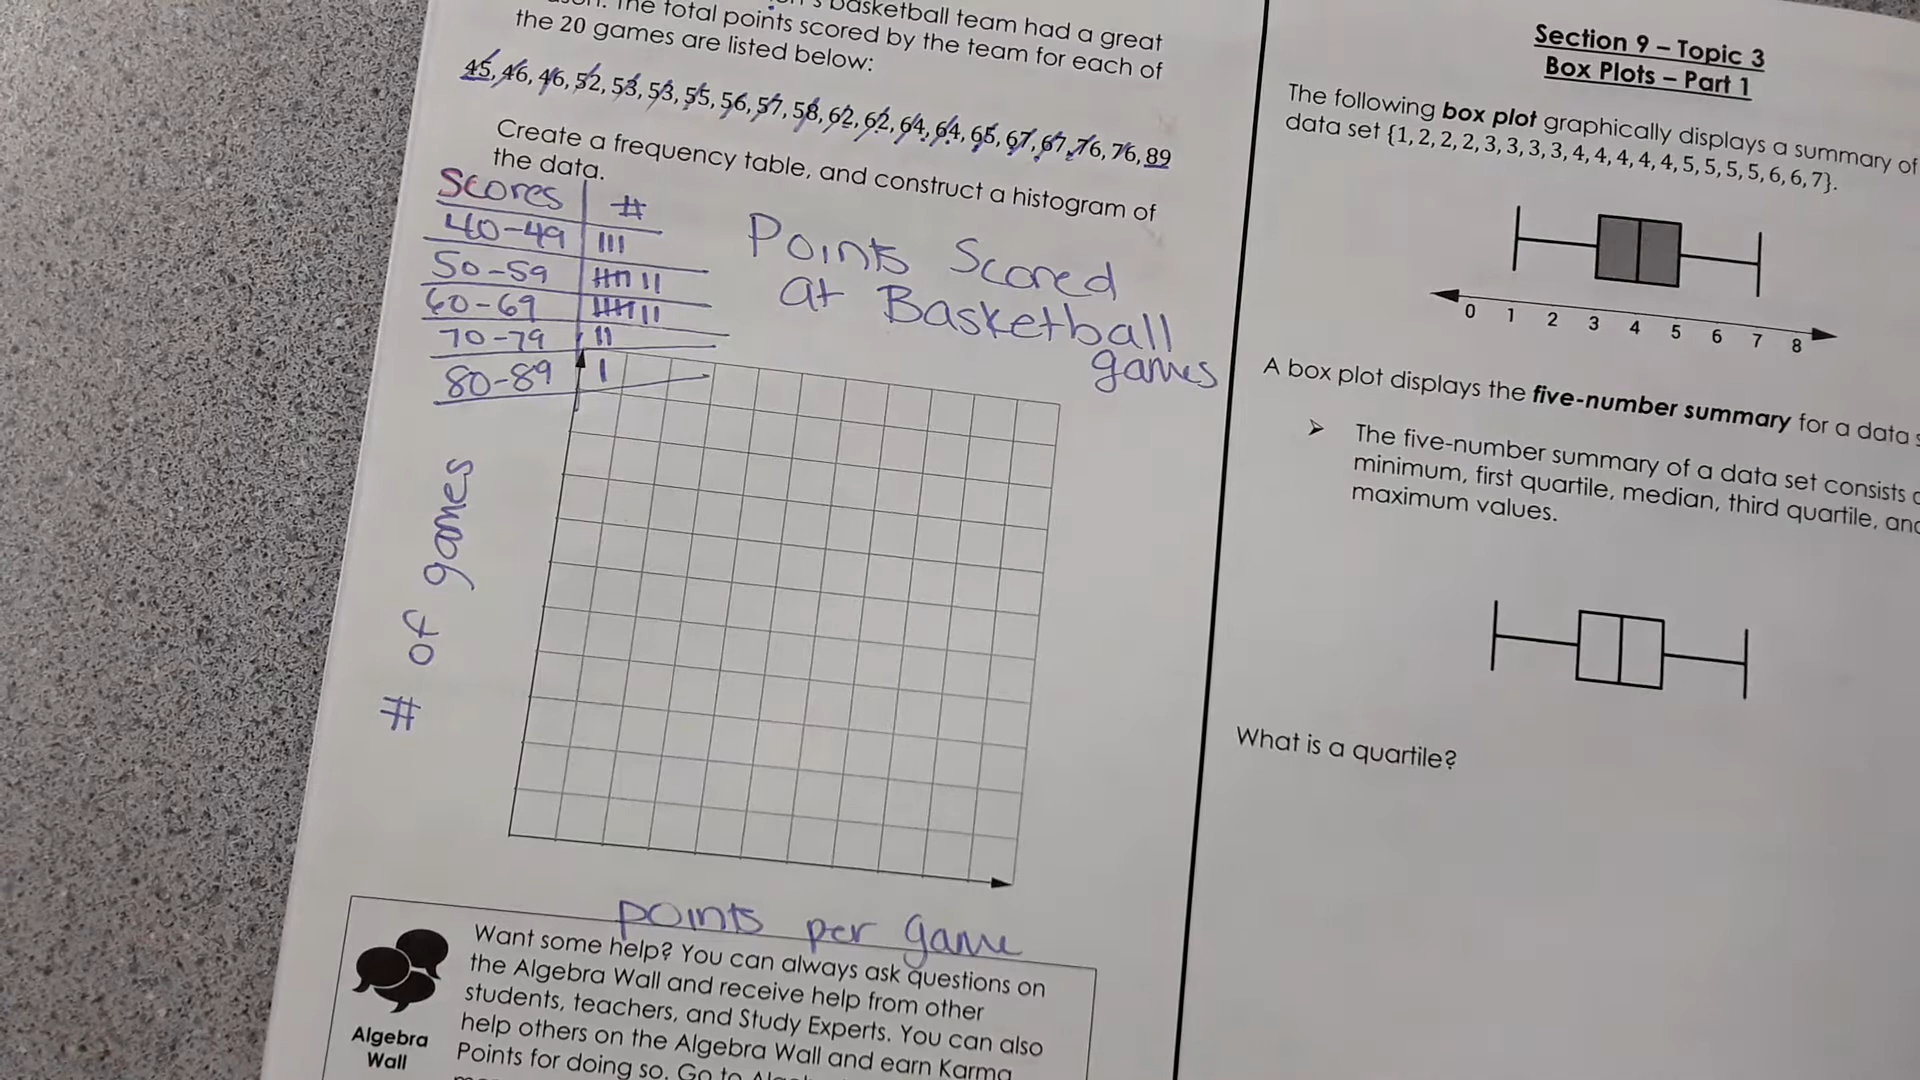 basketball team had a great
The total points scored by the team for each of
the 20 games are listed below:
45, 46, 46, 52, 53, 53, 55, 56, 57, 58, 62, 62, 64, 64, 65, 67, 67, 76, 76, 89
Create a frequency table, and construct a histogram of
the data.
Scores #
40-49 III
50-59 IIII II
60-69 IIII II
70-79 II
80-89 I
Points Scored
at Basketball
games
# of games
points per game
Want some help? You can always ask questions on
the Algebra Wall and receive help from other
students, teachers, and Study Experts. You can also
help others on the Algebra Wall and earn Karma
Points for doing so. Go to
Algebra
Wall
Section 9 – Topic 3
Box Plots – Part 1
The following box plot graphically displays a summary of
data set {1, 2, 2, 2, 3, 3, 3, 3, 4, 4, 4, 4, 4, 5, 5, 5, 5, 6, 6, 7}.
0 1 2 3 4 5 6 7 8
A box plot displays the five-number summary for a data
➢ The five-number summary of a data set consists
minimum, first quartile, median, third quartile, and
maximum values.
What is a quartile?